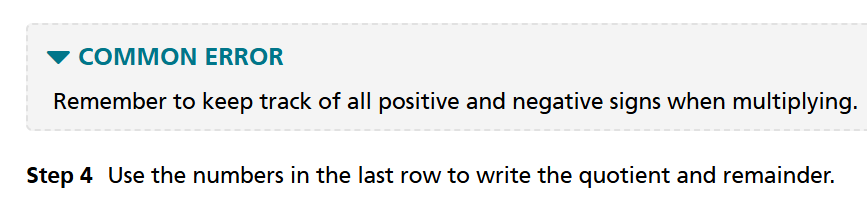 COMMON ERROR
Remember to keep track of all positive and negative signs when multiplying.
Step 4 Use the numbers in the last row to write the quotient and remainder.